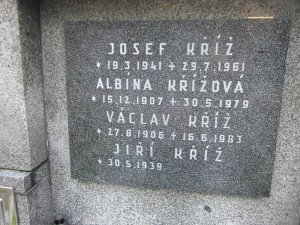 JOSEF KŘÍŽ
* 19.3.1941 + 29.7.1961
ALBÍNA KŘÍŽOVÁ
* 15.12.1907 + 30.5.1979
VÁCLAV KŘÍŽ
* 27.8.1906 + 16.6.1983
JIŘÍ KŘÍŽ
* 30.5.1939